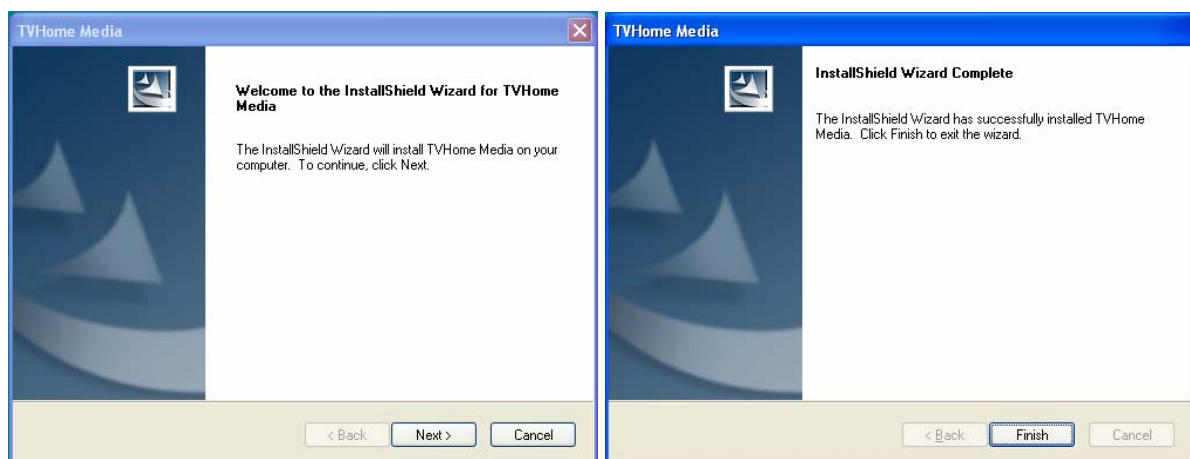 TVHome Media
Welcome to the InstallShield Wizard for TVHome
Media
The InstallShield Wizard will install TVHome Media on your
computer. To continue, click Next.
< Back
Next >
Cancel
TVHome Media
InstallShield Wizard Complete
The InstallShield Wizard has successfully installed TVHome
Media. Click Finish to exit the wizard.
< Back
Finish
Cancel